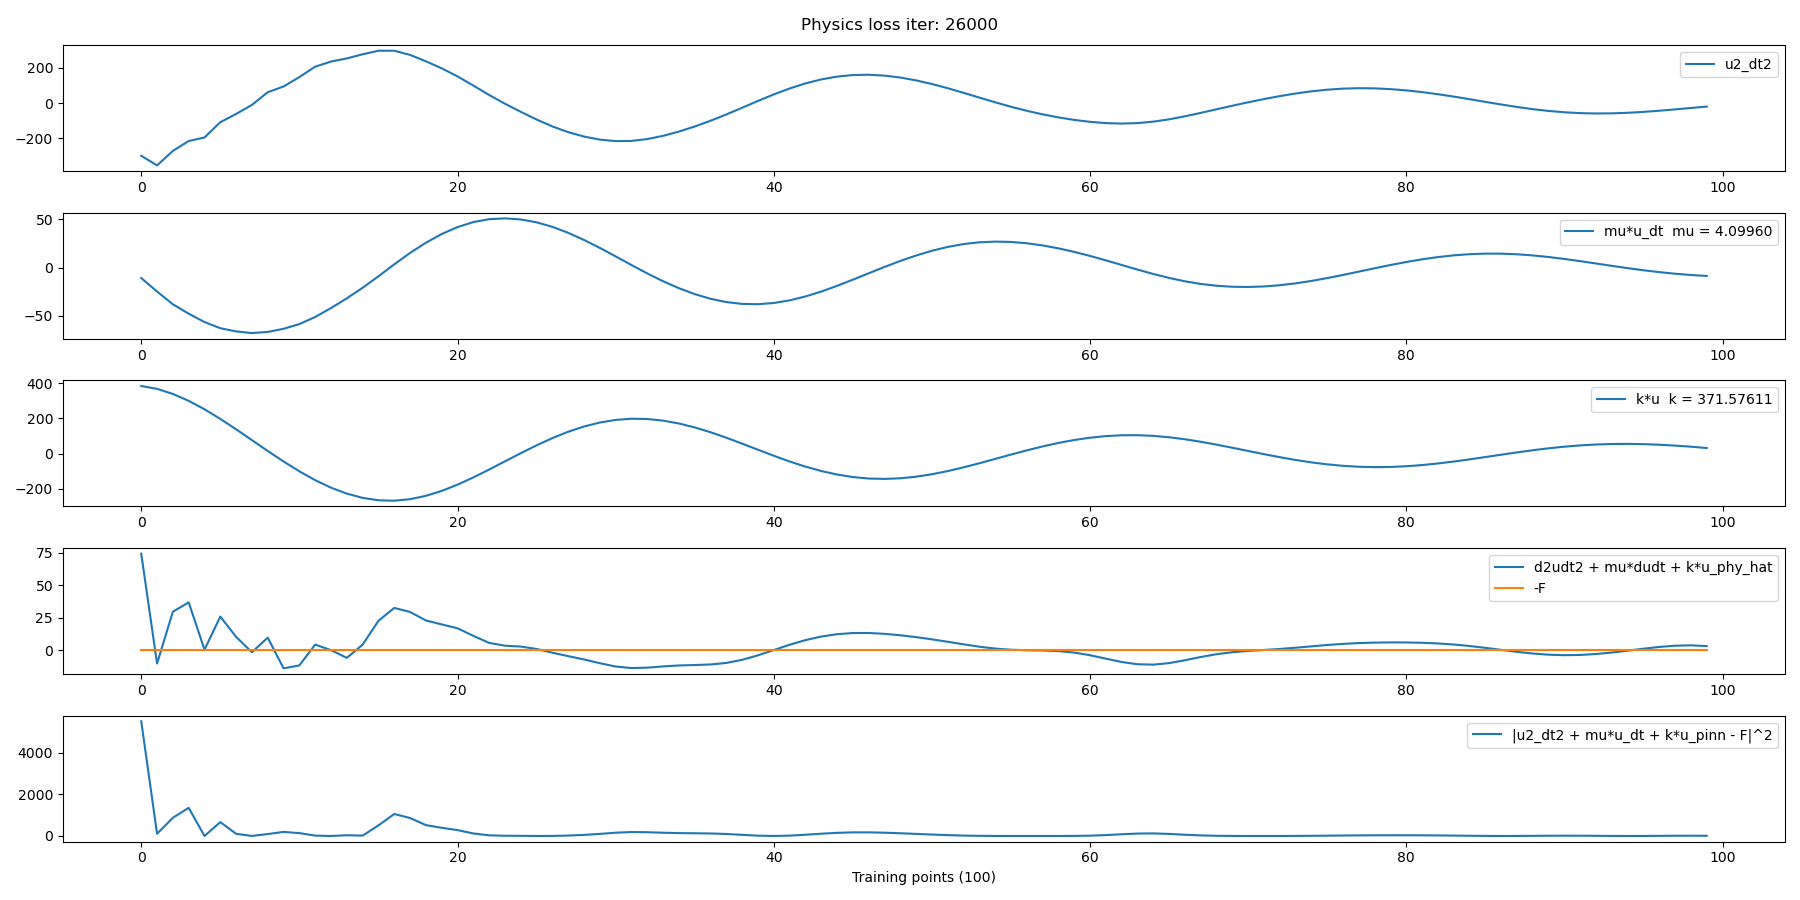 Physics loss iter: 26000
200
0
−200
u2_dt2
0 20 40 60 80 100
50
0
−50
mu*u_dt mu = 4.09960
0 20 40 60 80 100
400
200
0
−200
k*u k = 371.57611
0 20 40 60 80 100
75
50
25
0
d2udt2 + mu*dudt + k*u_phy_hat
-F
0 20 40 60 80 100
4000
2000
0
|u2_dt2 + mu*u_dt + k*u_pinn - F|^2
0 20 40 60 80 100
Training points (100)